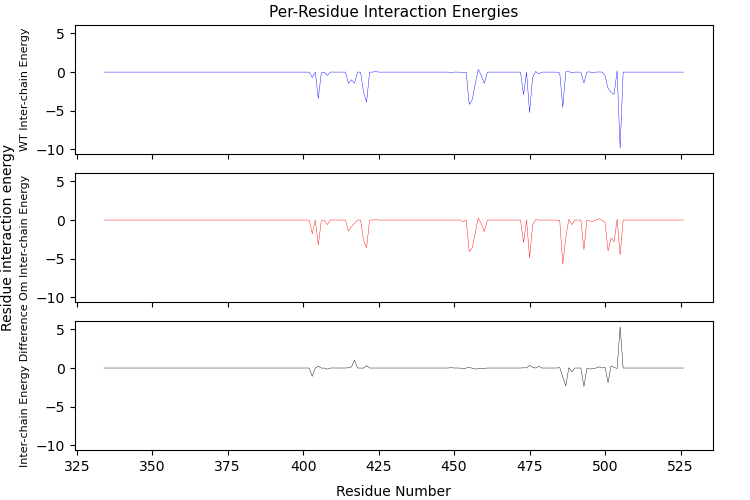 Per-Residue Interaction Energies
5
0
−5
−10
WT Inter-chain Energy
5
0
−5
−10
Om Inter-chain Energy
5
0
−5
−10
Inter-chain Energy Difference
325 350 375 400 425 450 475 500 525
Residue interaction energy
Residue Number